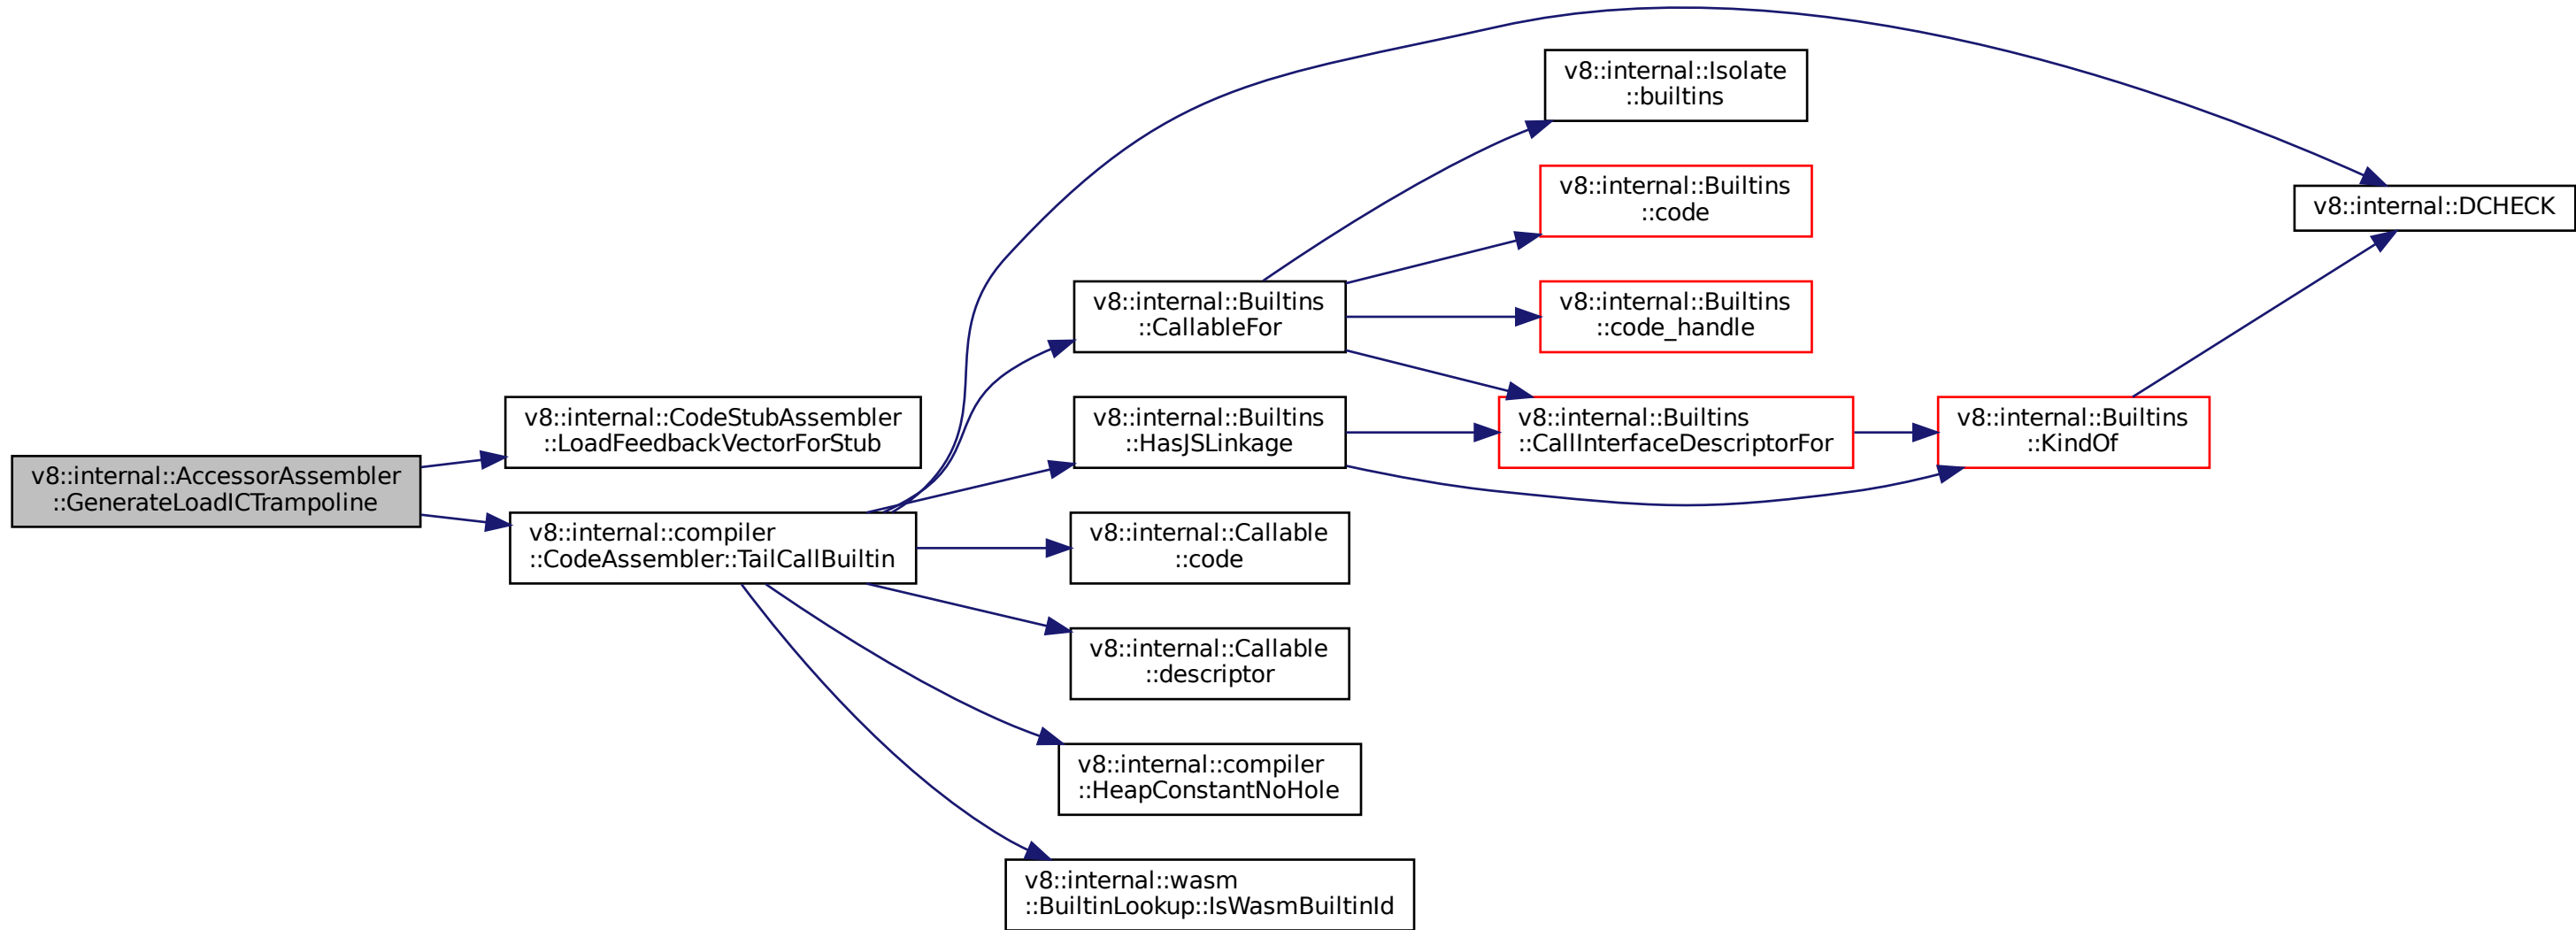 v8::internal::AccessorAssembler
::GenerateLoadICTrampoline
v8::internal::CodeStubAssembler
::LoadFeedbackVectorForStub
v8::internal::compiler
::CodeAssembler::TailCallBuiltin
v8::internal::Builtins
::CallableFor
v8::internal::Builtins
::HasJSLinkage
v8::internal::Callable
::code
v8::internal::Callable
::descriptor
v8::internal::compiler
::HeapConstantNoHole
v8::internal::wasm
::BuiltinLookup::IsWasmBuiltinId
v8::internal::Isolate
::builtins
v8::internal::Builtins
::code
v8::internal::Builtins
::code_handle
v8::internal::Builtins
::CallInterfaceDescriptorFor
v8::internal::Builtins
::KindOf
v8::internal::DCHECK